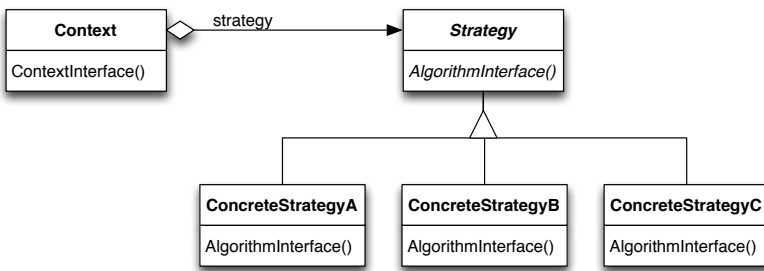 Context
ContextInterface()
strategy
Strategy
AlgorithmInterface()
ConcreteStrategyA
AlgorithmInterface()
ConcreteStrategyB
AlgorithmInterface()
ConcreteStrategyC
AlgorithmInterface()